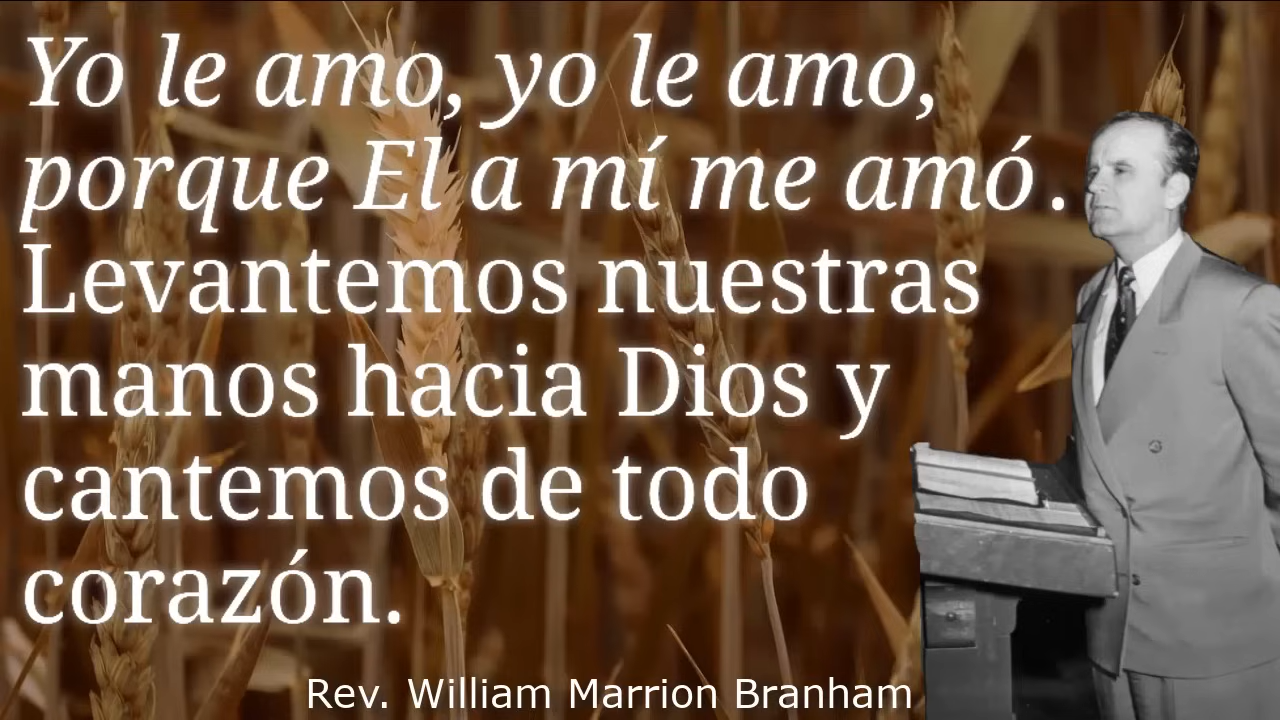 Yo le amo, yo le amo,
porque El a mí me amó.
Levantemos nuestras
manos hacia Dios y
cantemos de todo
corazón.
Rev. William Marrion Branham